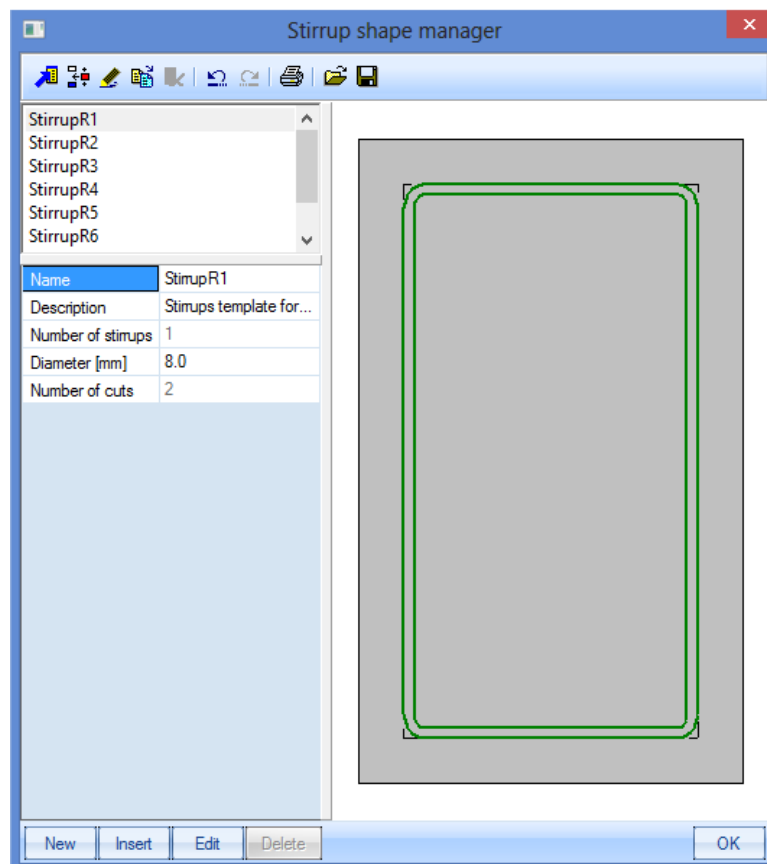 Stirrup shape manager
StirrupR1
StirrupR2
StirrupR3
StirrupR4
StirrupR5
StirrupR6
Name StirrupR1
Description Stirrups template for...
Number of stirrups 1
Diameter [mm] 8.0
Number of cuts 2
New Insert Edit Delete OK